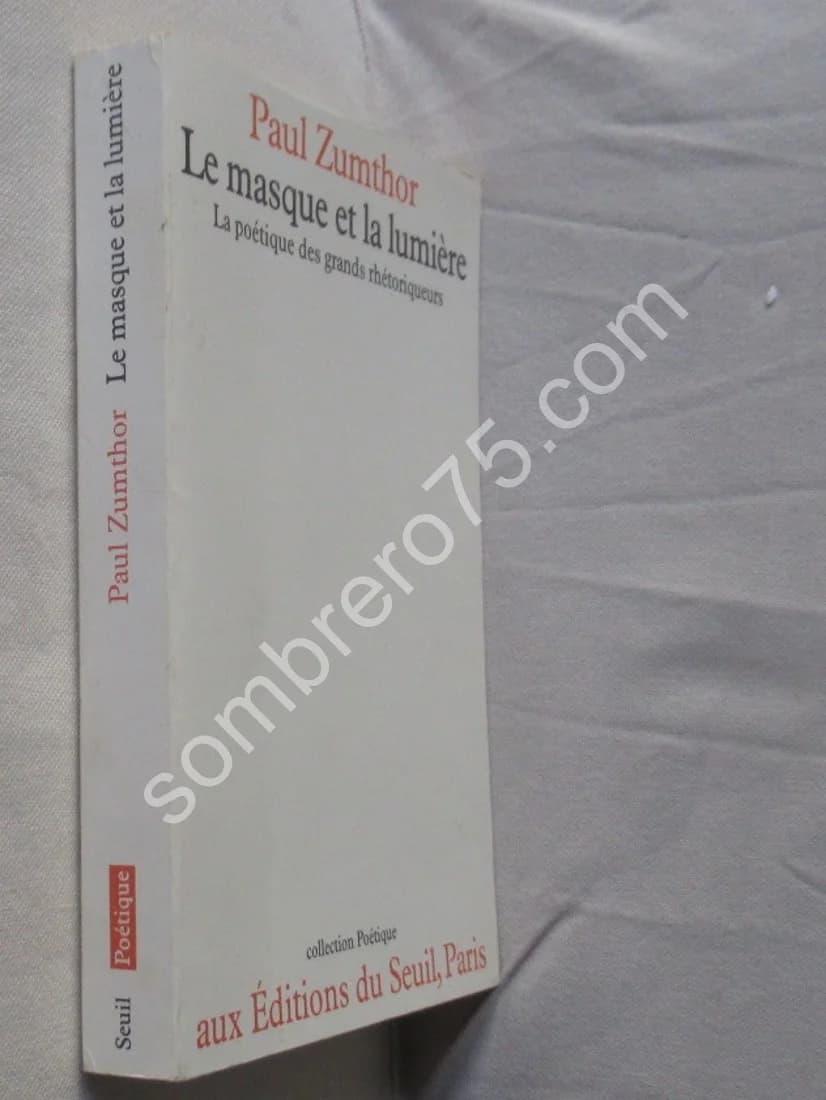 Paul Zumthor
Le masque et la lumière
La poétique des grands rhétoriqueurs
collection Poétique
aux Éditions du Seuil, Paris
Seuil Poétique Paul Zumthor Le masque et la lumière
sombrero75.com